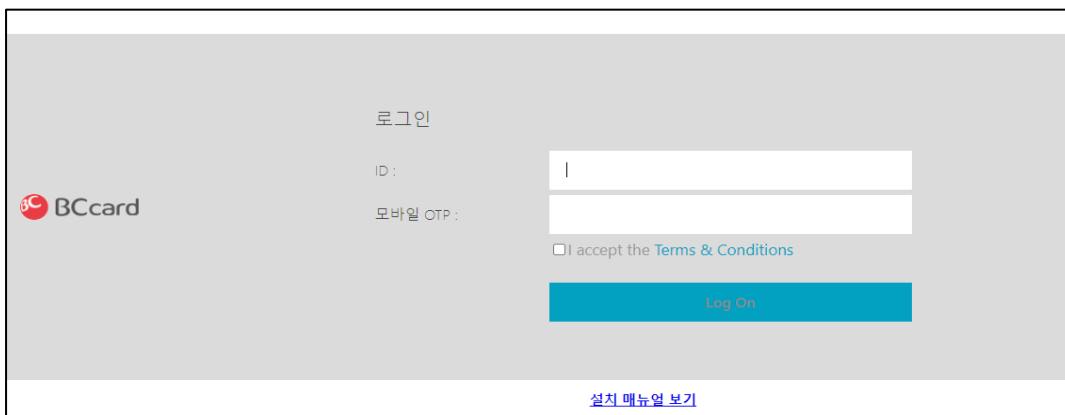 로그인
ID :
BC BCcard
모바일 OTP :
I accept the Terms & Conditions
Log On
설치 매뉴얼 보기